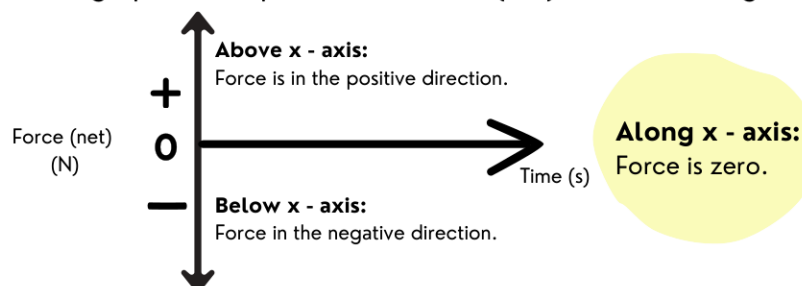 Above x - axis:
Force is in the positive direction.
+
Force (net)
(N)
0
Time (s)
Along x - axis:
Force is zero.
−
Below x - axis:
Force in the negative direction.